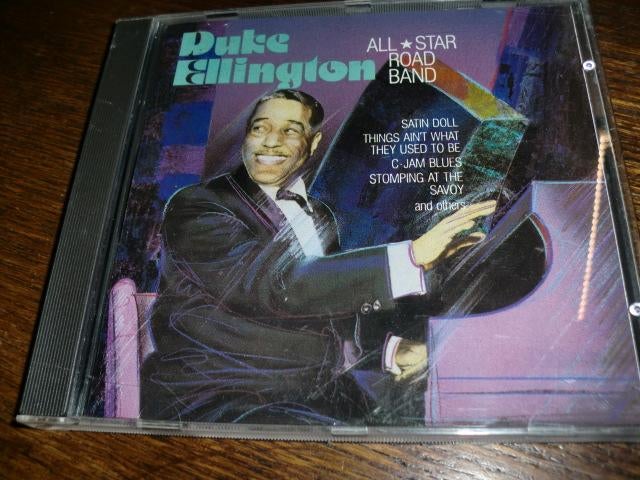 Duke
Ellington
ALL★STAR
ROAD
BAND
SATIN DOLL
THINGS AIN'T WHAT
THEY USED TO BE
C-JAM BLUES
STOMPING AT THE
SAVOY
and others